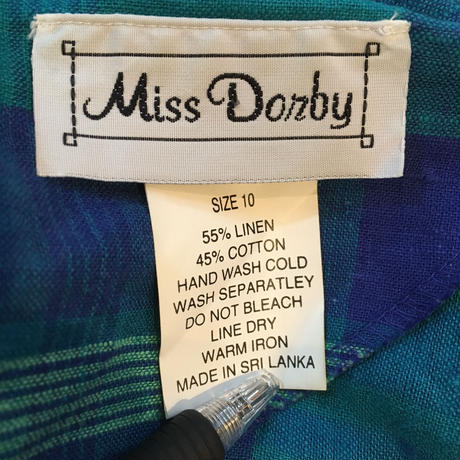 Miss Dorby
SIZE 10
55% LINEN
45% COTTON
HAND WASH COLD
WASH SEPARATLEY
DO NOT BLEACH
LINE DRY
WARM IRON
MADE IN SRI LANKA